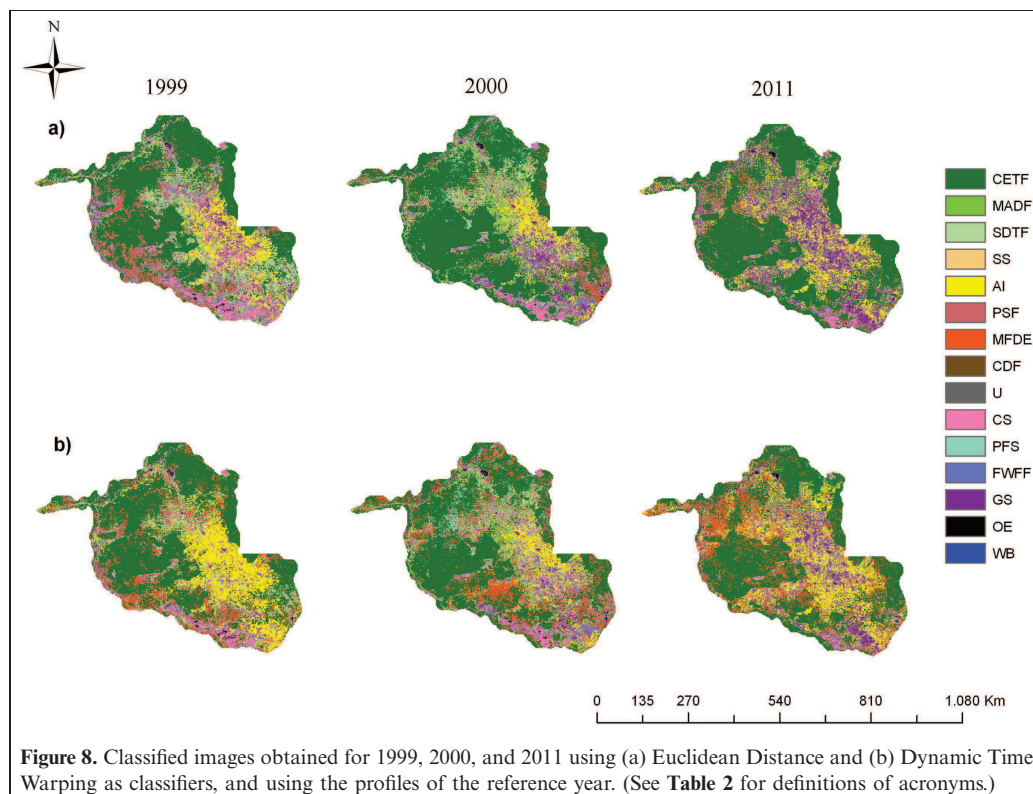 N
1999
2000
2011
a)
CETF
MADF
SDTF
SS
AI
PSF
MFDE
CDF
U
CS
PFS
FWFF
GS
OE
WB
b)
0 135 270 540 810 1.080 Km
Figure 8. Classified images obtained for 1999, 2000, and 2011 using (a) Euclidean Distance and (b) Dynamic Time
Warping as classifiers, and using the profiles of the reference year. (See Table 2 for definitions of acronyms.)